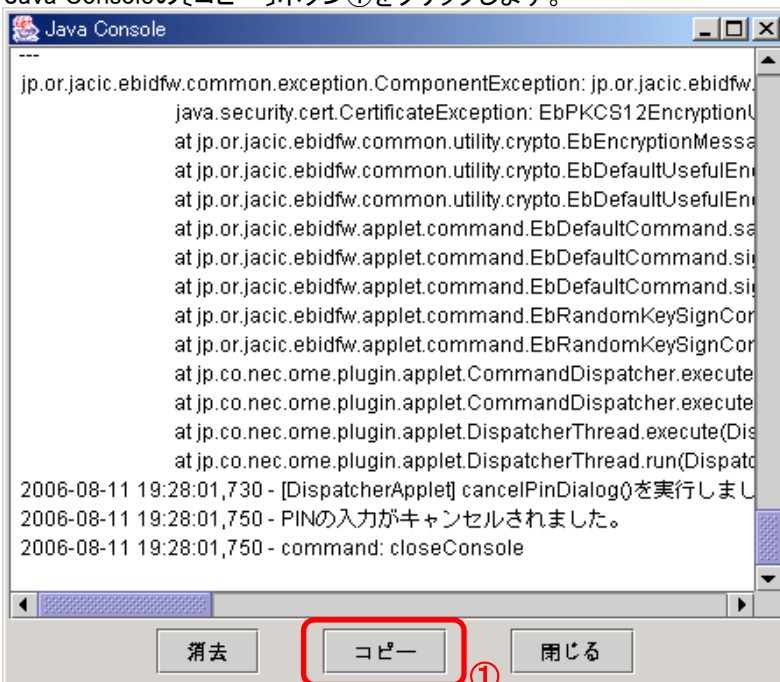 Java Consoleの[コピー]ボタン①をクリックします。
Java Console
---
jp.or.jacic.ebidfw.common.exception.ComponentException: jp.or.jacic.ebidfw.
java.security.cert.CertificateException: EbPKCS12Encryption
at jp.or.jacic.ebidfw.common.utility.crypto.EbEncryptionMessa
at jp.or.jacic.ebidfw.common.utility.crypto.EbDefaultUsefulEn
at jp.or.jacic.ebidfw.common.utility.crypto.EbDefaultUsefulEn
at jp.or.jacic.ebidfw.applet.command.EbDefaultCommand.sa
at jp.or.jacic.ebidfw.applet.command.EbDefaultCommand.si
at jp.or.jacic.ebidfw.applet.command.EbDefaultCommand.si
at jp.or.jacic.ebidfw.applet.command.EbRandomKeySignCor
at jp.or.jacic.ebidfw.applet.command.EbRandomKeySignCor
at jp.co.nec.ome.plugin.applet.CommandDispatcher.execute
at jp.co.nec.ome.plugin.applet.CommandDispatcher.execute
at jp.co.nec.ome.plugin.applet.DispatcherThread.execute(Dis
at jp.co.nec.ome.plugin.applet.DispatcherThread.run(Dispatc
2006-08-11 19:28:01,730 - [DispatcherApplet] cancelPinDialog()を実行しまし
2006-08-11 19:28:01,750 - PINの入力がキャンセルされました。
2006-08-11 19:28:01,750 - command: closeConsole
消去 コピー 閉じる
①